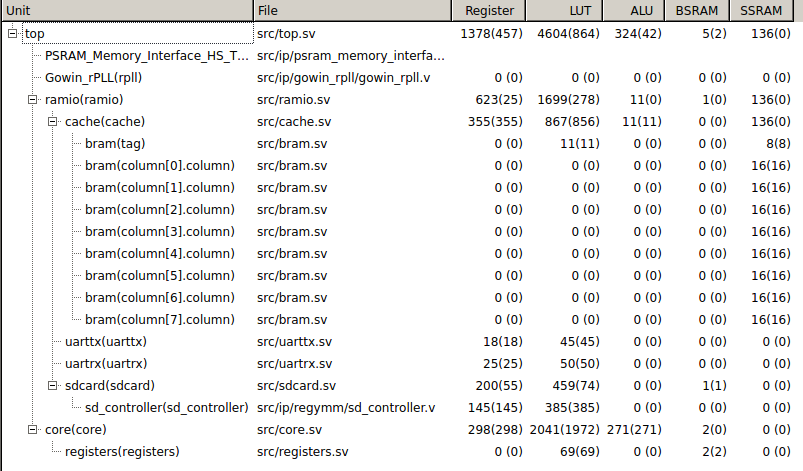 Unit File Register LUT ALU BSRAM SSRAM
top src/top.sv 1378(457) 4604(864) 324(42) 5(2) 136(0)
PSRAM_Memory_Interface_HS_T... src/ip/psram_memory_interfa...
Gowin_rPLL(rpll) src/ip/gowin_rpll/gowin_rpll.v 0 (0) 0 (0) 0 (0) 0 (0) 0 (0)
ramio(ramio) src/ramio.sv 623(25) 1699(278) 11(0) 1(0) 136(0)
cache(cache) src/cache.sv 355(355) 867(856) 11(11) 0 (0) 136(0)
bram(tag) src/bram.sv 0 (0) 11(11) 0 (0) 0 (0) 8(8)
bram(column[0].column) src/bram.sv 0 (0) 0 (0) 0 (0) 0 (0) 16(16)
bram(column[1].column) src/bram.sv 0 (0) 0 (0) 0 (0) 0 (0) 16(16)
bram(column[2].column) src/bram.sv 0 (0) 0 (0) 0 (0) 0 (0) 16(16)
bram(column[3].column) src/bram.sv 0 (0) 0 (0) 0 (0) 0 (0) 16(16)
bram(column[4].column) src/bram.sv 0 (0) 0 (0) 0 (0) 0 (0) 16(16)
bram(column[5].column) src/bram.sv 0 (0) 0 (0) 0 (0) 0 (0) 16(16)
bram(column[6].column) src/bram.sv 0 (0) 0 (0) 0 (0) 0 (0) 16(16)
bram(column[7].column) src/bram.sv 0 (0) 0 (0) 0 (0) 0 (0) 16(16)
uarttx(uarttx) src/uarttx.sv 18(18) 45(45) 0 (0) 0 (0) 0 (0)
uartrx(uartrx) src/uartrx.sv 25(25) 50(50) 0 (0) 0 (0) 0 (0)
sdcard(sdcard) src/sdcard.sv 200(55) 459(74) 0 (0) 1(1) 0 (0)
sd_controller(sd_controller) src/ip/regymm/sd_controller.v 145(145) 385(385) 0 (0) 0 (0) 0 (0)
core(core) src/core.sv 298(298) 2041(1972) 271(271) 2(0) 0 (0)
registers(registers) src/registers.sv 0 (0) 69(69) 0 (0) 2(2) 0 (0)